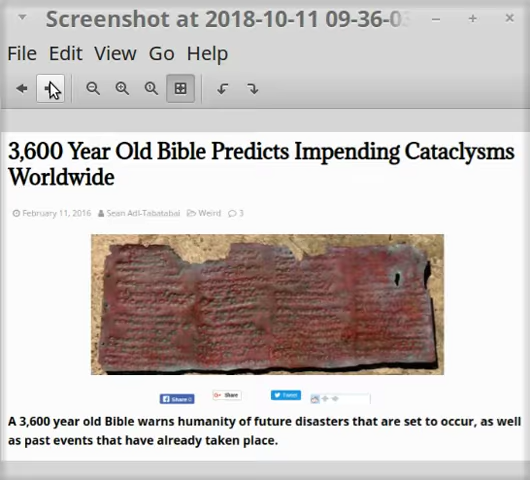 Screenshot at 2018-10-11 09-36-03
File Edit View Go Help
3,600 Year Old Bible Predicts Impending Cataclysms
Worldwide
February 11, 2016 Sean Adl-Tabatabai Weird 3
Share 0 Share Tweet
A 3,600 year old Bible warns humanity of future disasters that are set to occur, as well
as past events that have already taken place.